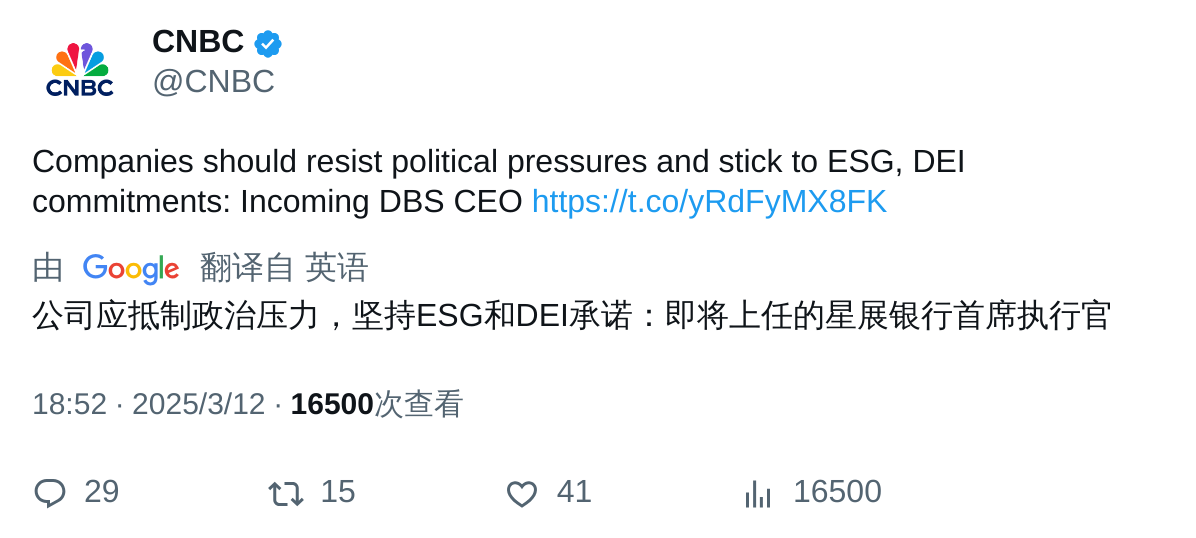 CNBC
CNBC
@CNBC
Companies should resist political pressures and stick to ESG, DEI
commitments: Incoming DBS CEO https://t.co/yRdFyMX8FK
由 Google 翻译自 英语
公司应抵制政治压力，坚持ESG和DEI承诺：即将上任的星展银行首席执行官
18:52 · 2025/3/12 · 16500次查看
29 15 41 16500